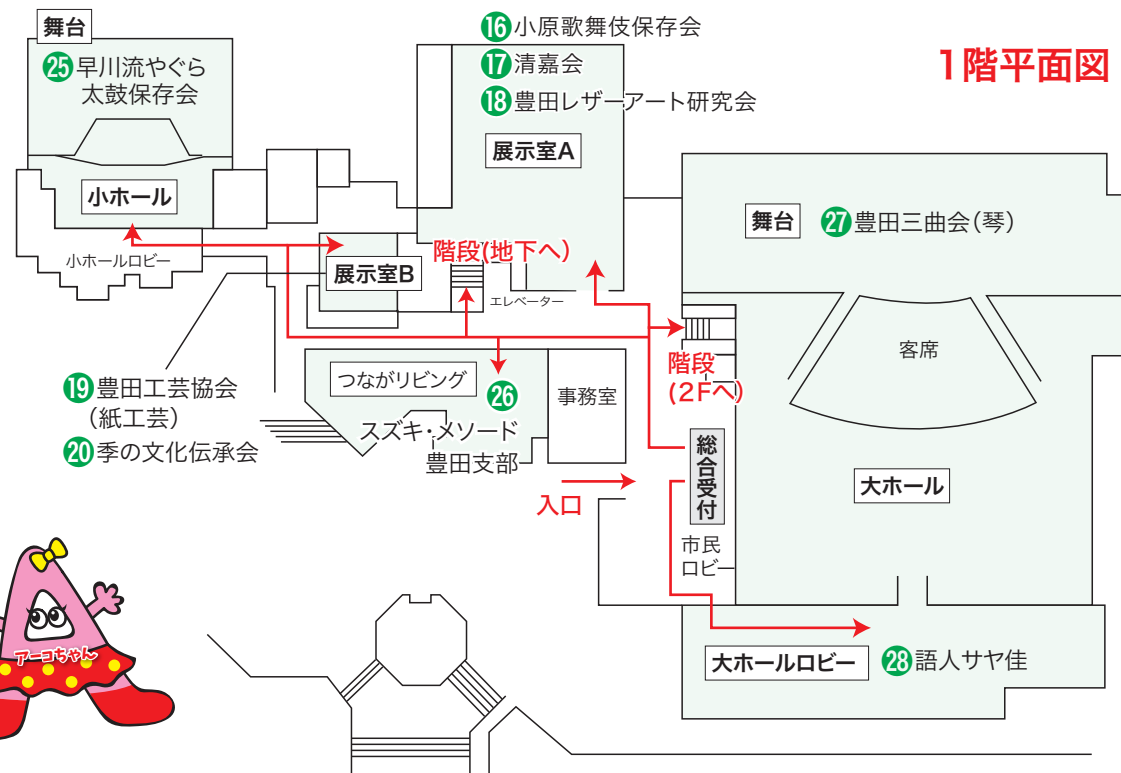 1階平面図
舞台
㉕早川流やぐら
太鼓保存会
小ホール
小ホールロビー
⑯小原歌舞伎保存会
⑰清嘉会
⑱豊田レザーアート研究会
展示室A
展示室B
階段(地下へ)
エレベーター
舞台
㉗豊田三曲会(琴)
客席
階段
(2Fへ)
⑲豊田工芸協会
(紙工芸)
⑳季の文化伝承会
つながリビング
㉖
スズキ・メソード
豊田支部
事務室
入口
総合受付
市民
ロビー
大ホール
大ホールロビー
㉘語人サヤ佳
アーコちゃん